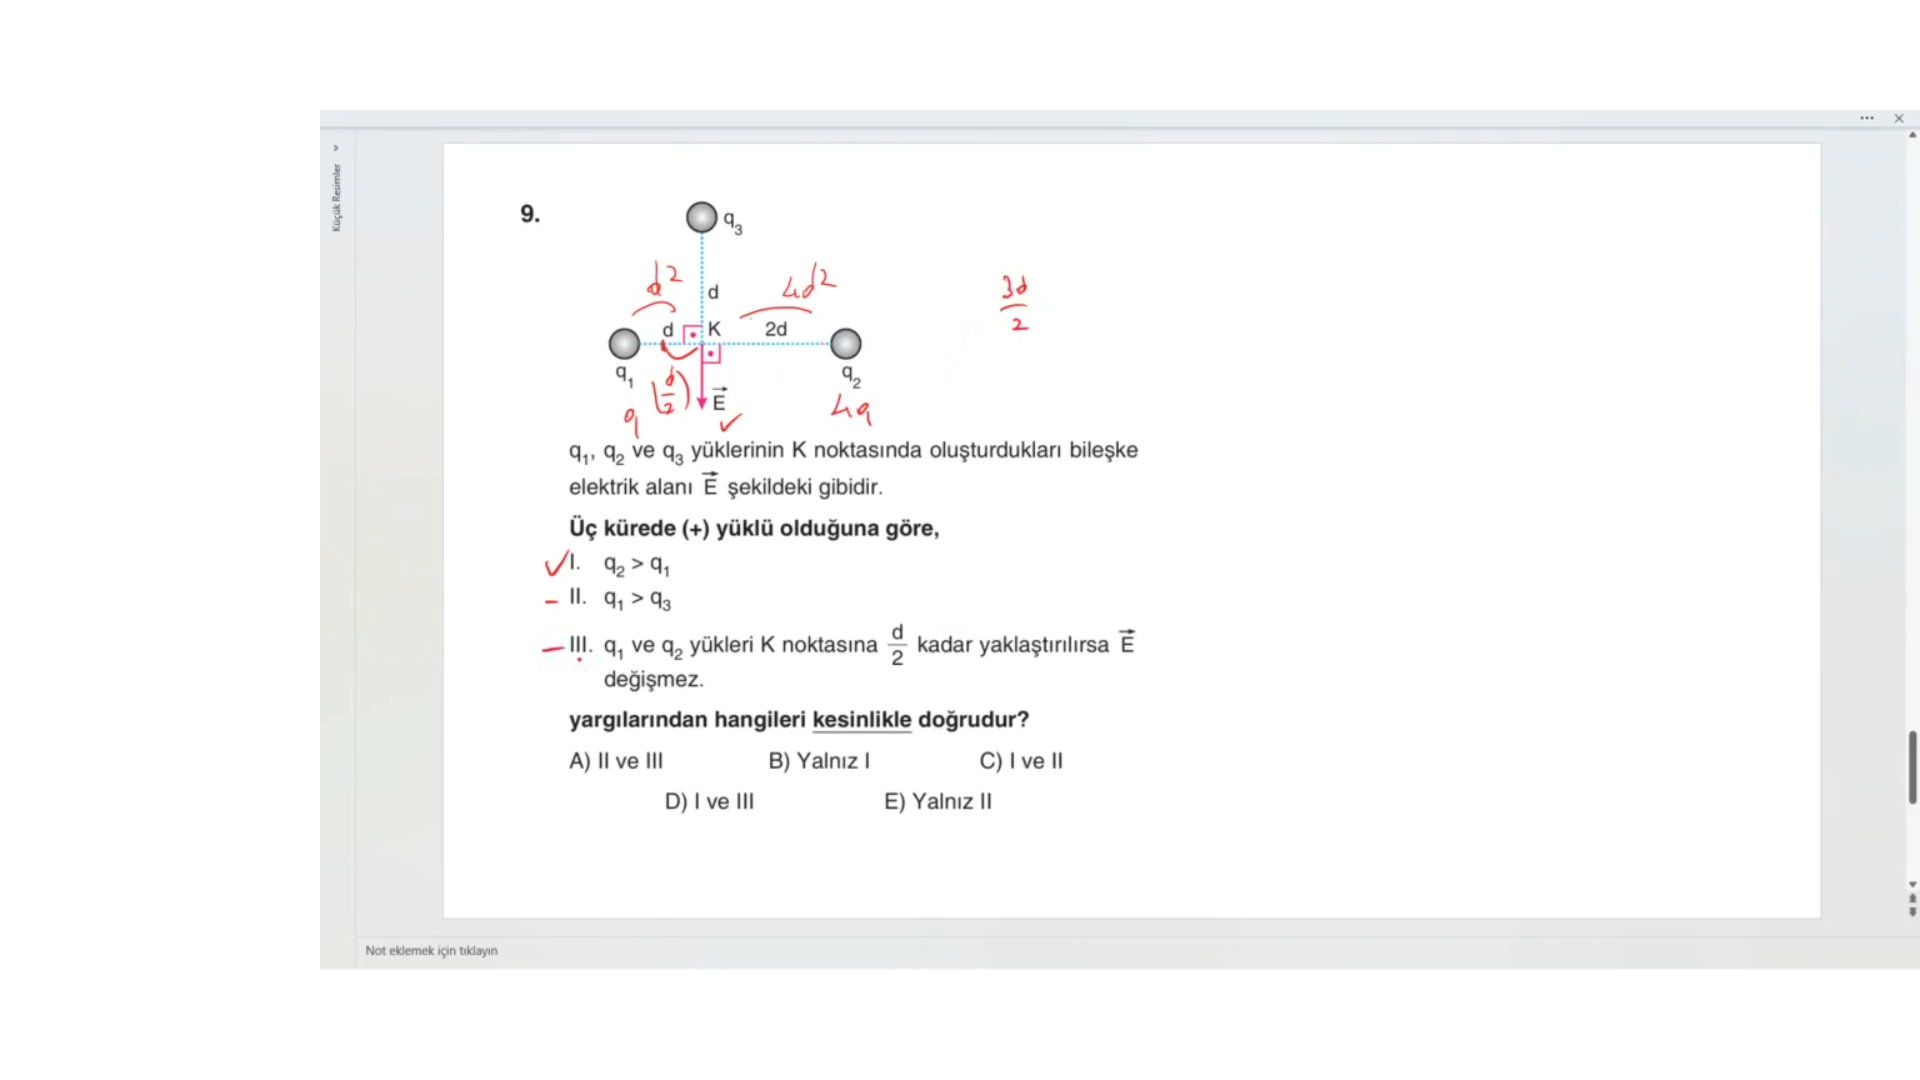 Küçük Resimler
9.
q3
d² 4d² 3d/2
d
d K 2d
q1 (d/2) E q2
q 4q
q1, q2 ve q3 yüklerinin K noktasında oluşturdukları bileşke
elektrik alanı E şekildeki gibidir.
Üç kürede (+) yüklü olduğuna göre,
I. q2 > q1
II. q1 > q3
III. q1 ve q2 yükleri K noktasına d/2 kadar yaklaştırılırsa E
değişmez.
yargılarından hangileri kesinlikle doğrudur?
A) II ve III B) Yalnız I C) I ve II
D) I ve III E) Yalnız II
Not eklemek için tıklayın